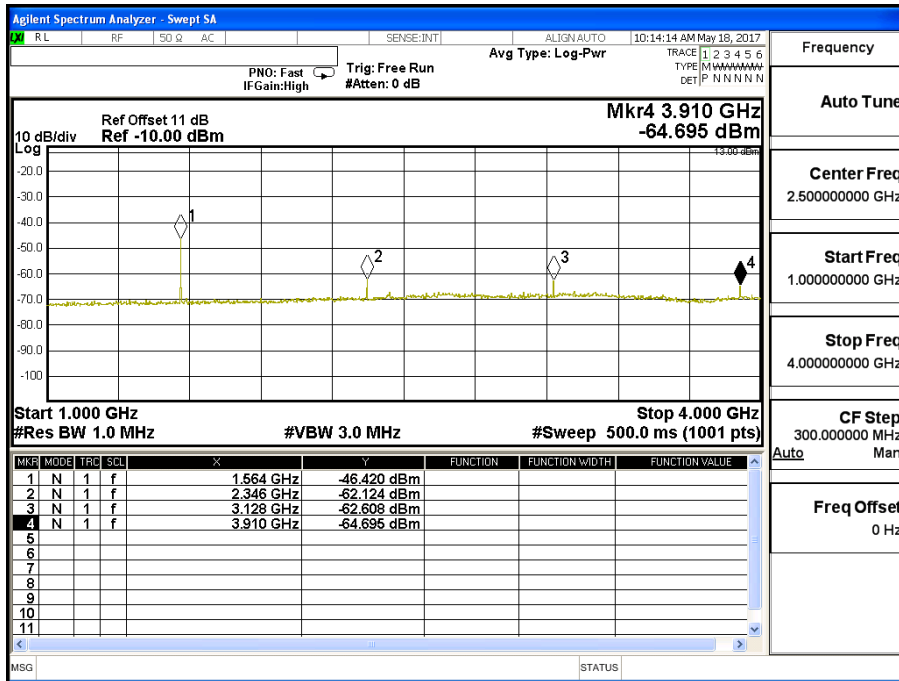 Agilent Spectrum Analyzer - Swept SA
LXI RL RF 50 Ω AC SENSE:INT ALIGN AUTO 10:14:14 AM May 18, 2017
Avg Type: Log-Pwr TRACE 1 2 3 4 5 6
PNO: Fast Trig: Free Run TYPE M W W W W W
IFGain:High #Atten: 0 dB DET P N N N N N
Ref Offset 11 dB Mkr4 3.910 GHz
10 dB/div Ref -10.00 dBm -64.695 dBm
Log
-13.00 dBm
-20.0
-30.0
-40.0
-50.0
-60.0
-70.0
-80.0
-90.0
-100
1
2
3
4
Start 1.000 GHz Stop 4.000 GHz
#Res BW 1.0 MHz #VBW 3.0 MHz #Sweep 500.0 ms (1001 pts)
MKR MODE TRC SCL X Y FUNCTION FUNCTION WIDTH FUNCTION VALUE
1 N 1 f 1.564 GHz -46.420 dBm
2 N 1 f 2.346 GHz -62.124 dBm
3 N 1 f 3.128 GHz -62.608 dBm
4 N 1 f 3.910 GHz -64.695 dBm
5
6
7
8
9
10
11
MSG STATUS
Frequency
Auto Tune
Center Freq
2.500000000 GHz
Start Freq
1.000000000 GHz
Stop Freq
4.000000000 GHz
CF Step
300.000000 MHz
Auto Man
Freq Offset
0 Hz